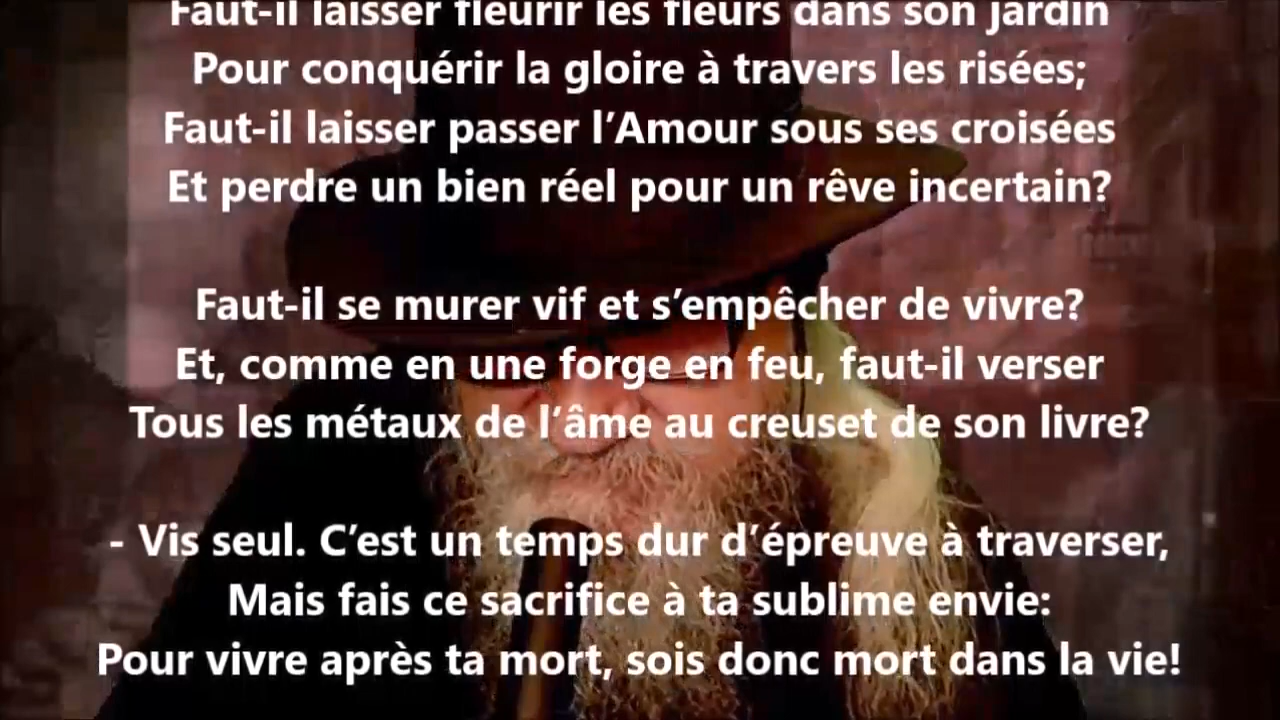 Faut-il laisser fleurir les fleurs dans son jardin
Pour conquérir la gloire à travers les risées;
Faut-il laisser passer l’Amour sous ses croisées
Et perdre un bien réel pour un rêve incertain?
Faut-il se murer vif et s’empêcher de vivre?
Et, comme en une forge en feu, faut-il verser
Tous les métaux de l’âme au creuset de son livre?
- Vis seul. C’est un temps dur d’épreuve à traverser,
Mais fais ce sacrifice à ta sublime envie:
Pour vivre après ta mort, sois donc mort dans la vie!